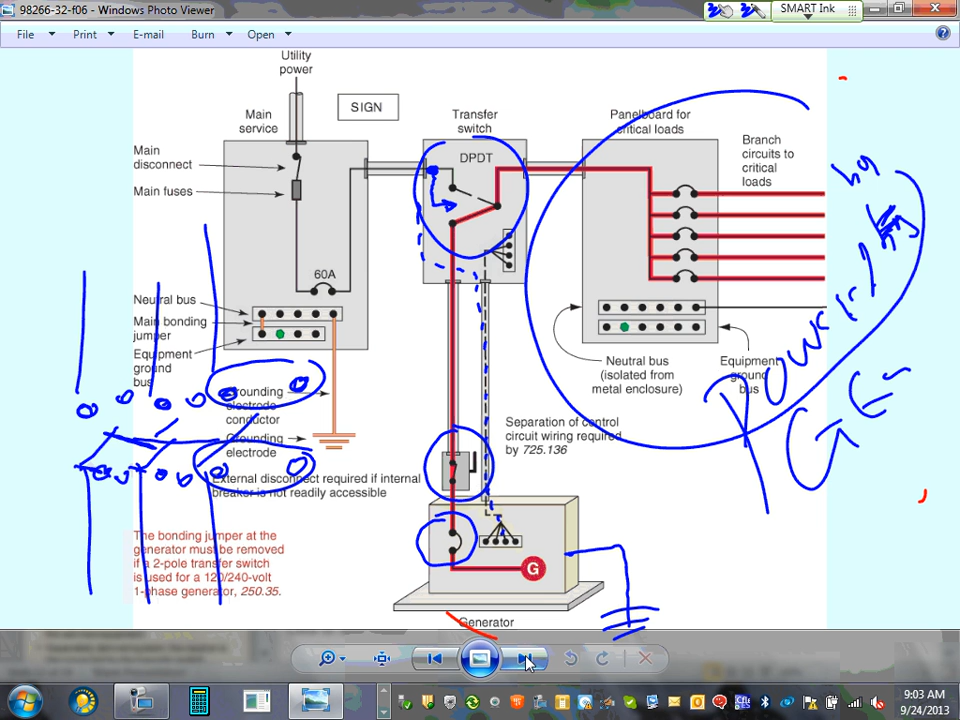 98266-32-f06 - Windows Photo Viewer
SMART Ink
File
Print
E-mail
Burn
Open
Utility
power
SIGN
Main
service
Transfer
switch
Panelboard for
critical loads
DPDT
Main
disconnect
Main fuses
Branch
circuits to
critical
loads
60A
Neutral bus
Main bonding
jumper
Equipment
ground
bus
Grounding
electrode
conductor
Grounding
electrode
Neutral bus
(isolated from
metal enclosure)
Equipment
ground
bus
Separation of control
circuit wiring required
by 725.136
External disconnect required if internal
breaker is not readily accessible
The bonding jumper at the
generator must be removed
if a 2-pole transfer switch
is used for a 120/240-volt
1-phase generator, 250.35.
G
Generator
9:03 AM
9/24/2013